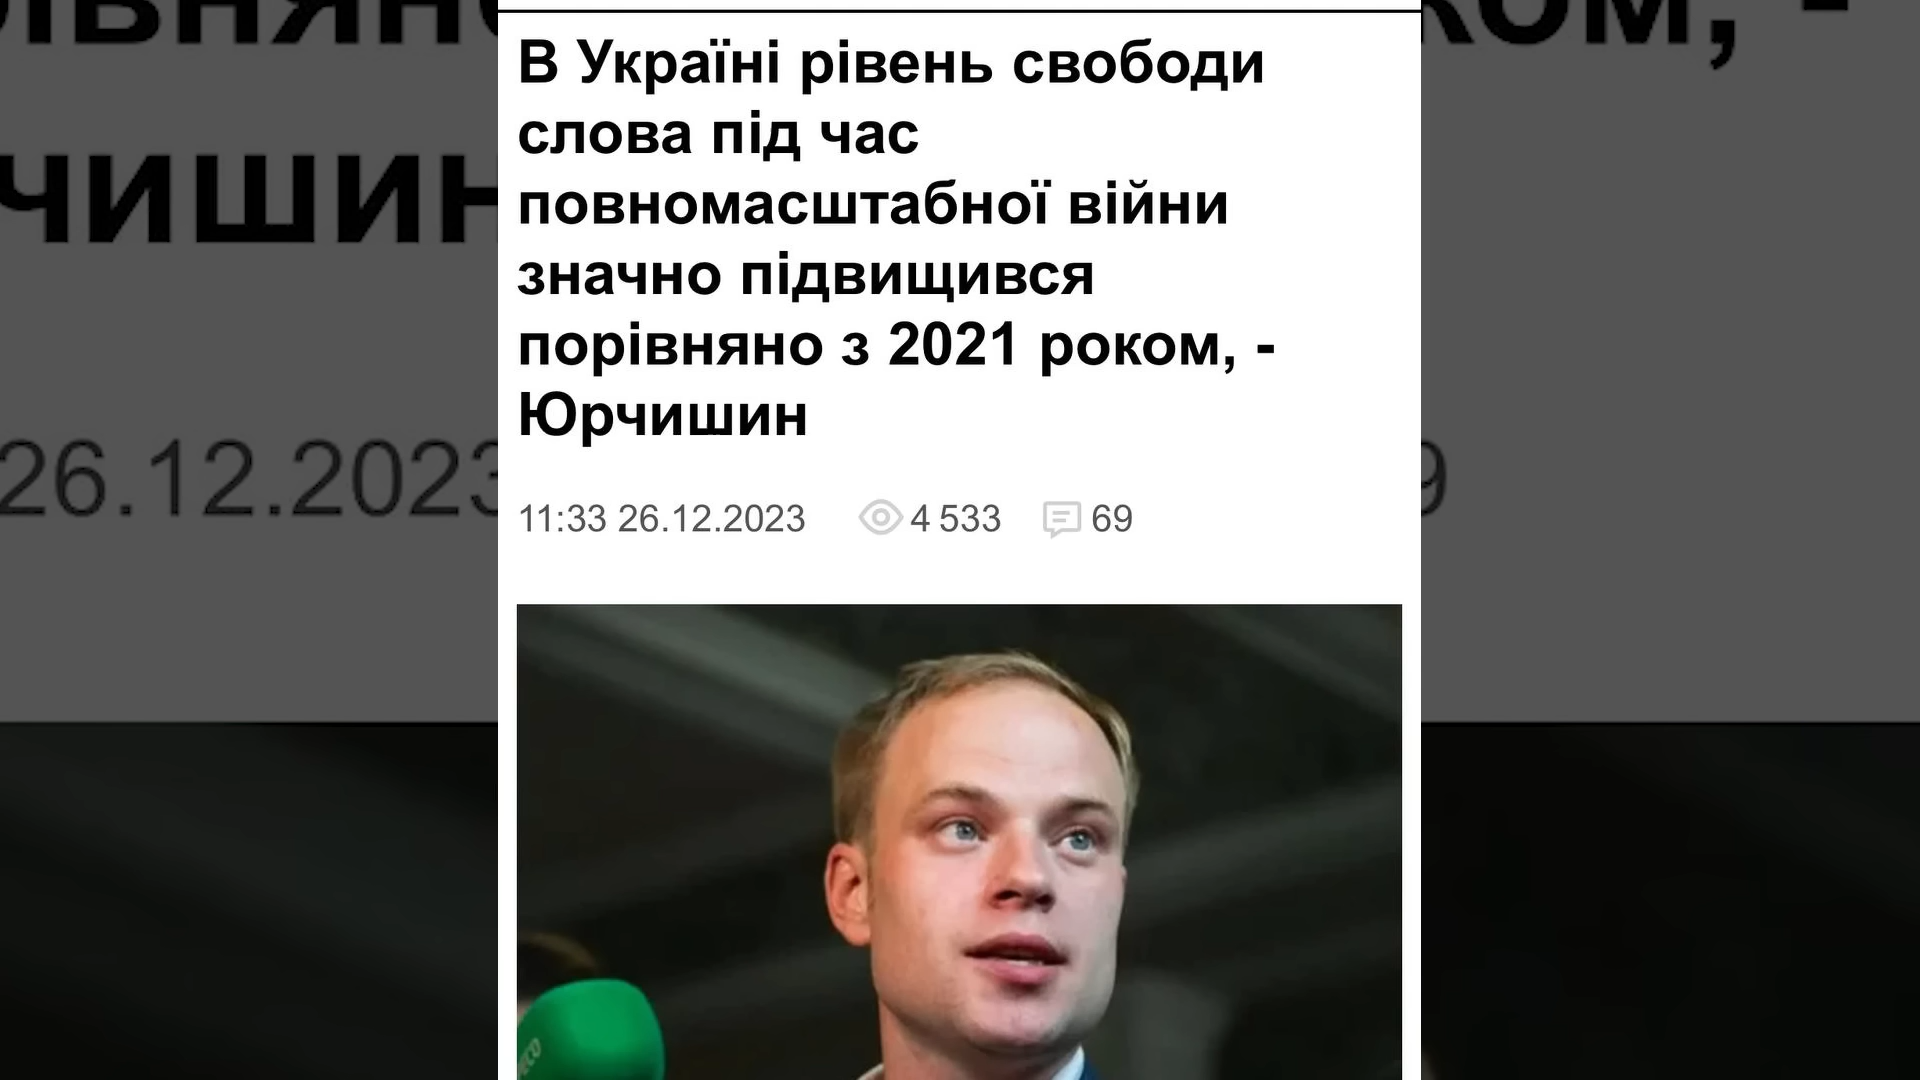 В Україні рівень свободи
слова під час
повномасштабної війни
значно підвищився
порівняно з 2021 роком, -
Юрчишин
11:33 26.12.2023 4 533 69